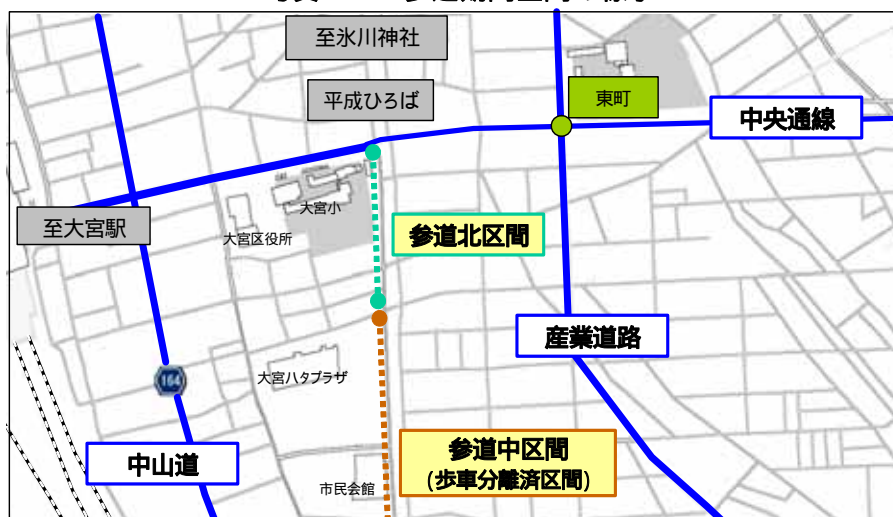 至氷川神社
平成ひろば
東町
中央通線
大宮小
至大宮駅
大宮区役所
参道北区間
産業道路
164
大宮ハタプラザ
中山道
参道中区間
(歩車分離済区間)
市民会館